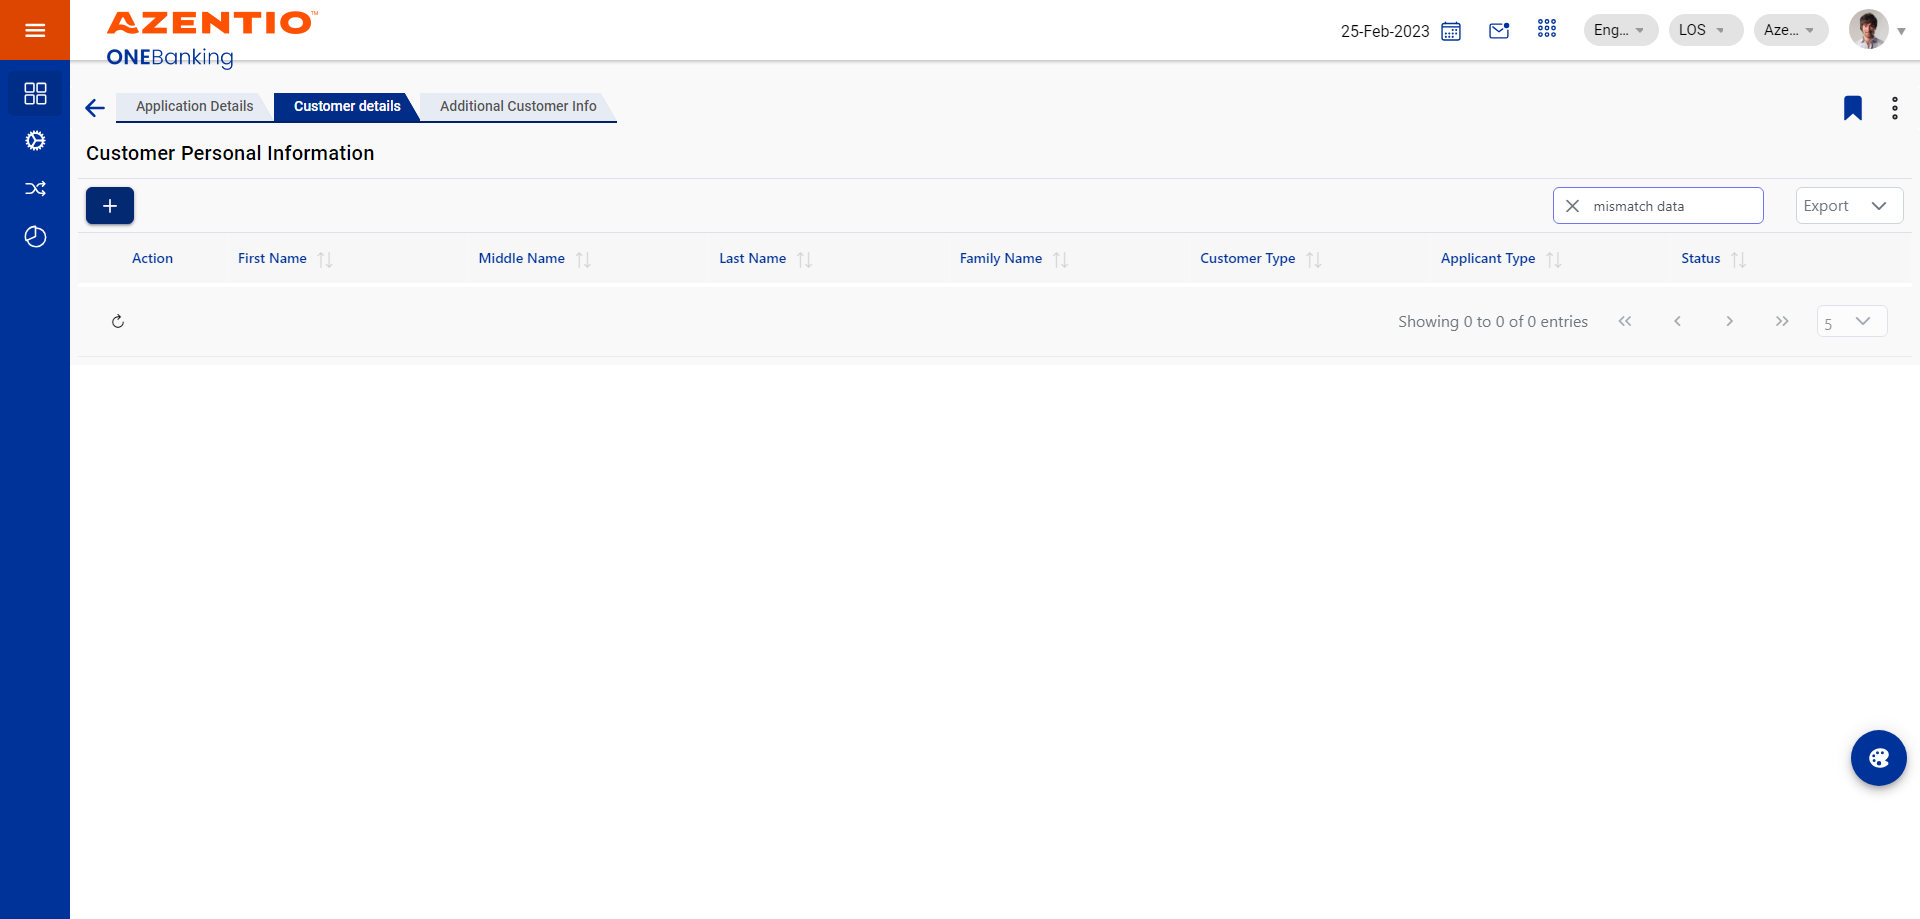 AZENTIO™
ONEBanking
25-Feb-2023
Eng...
LOS
Aze...
Application Details
Customer details
Additional Customer Info
Customer Personal Information
mismatch data
Export
Action
First Name
Middle Name
Last Name
Family Name
Customer Type
Applicant Type
Status
Showing 0 to 0 of 0 entries
5